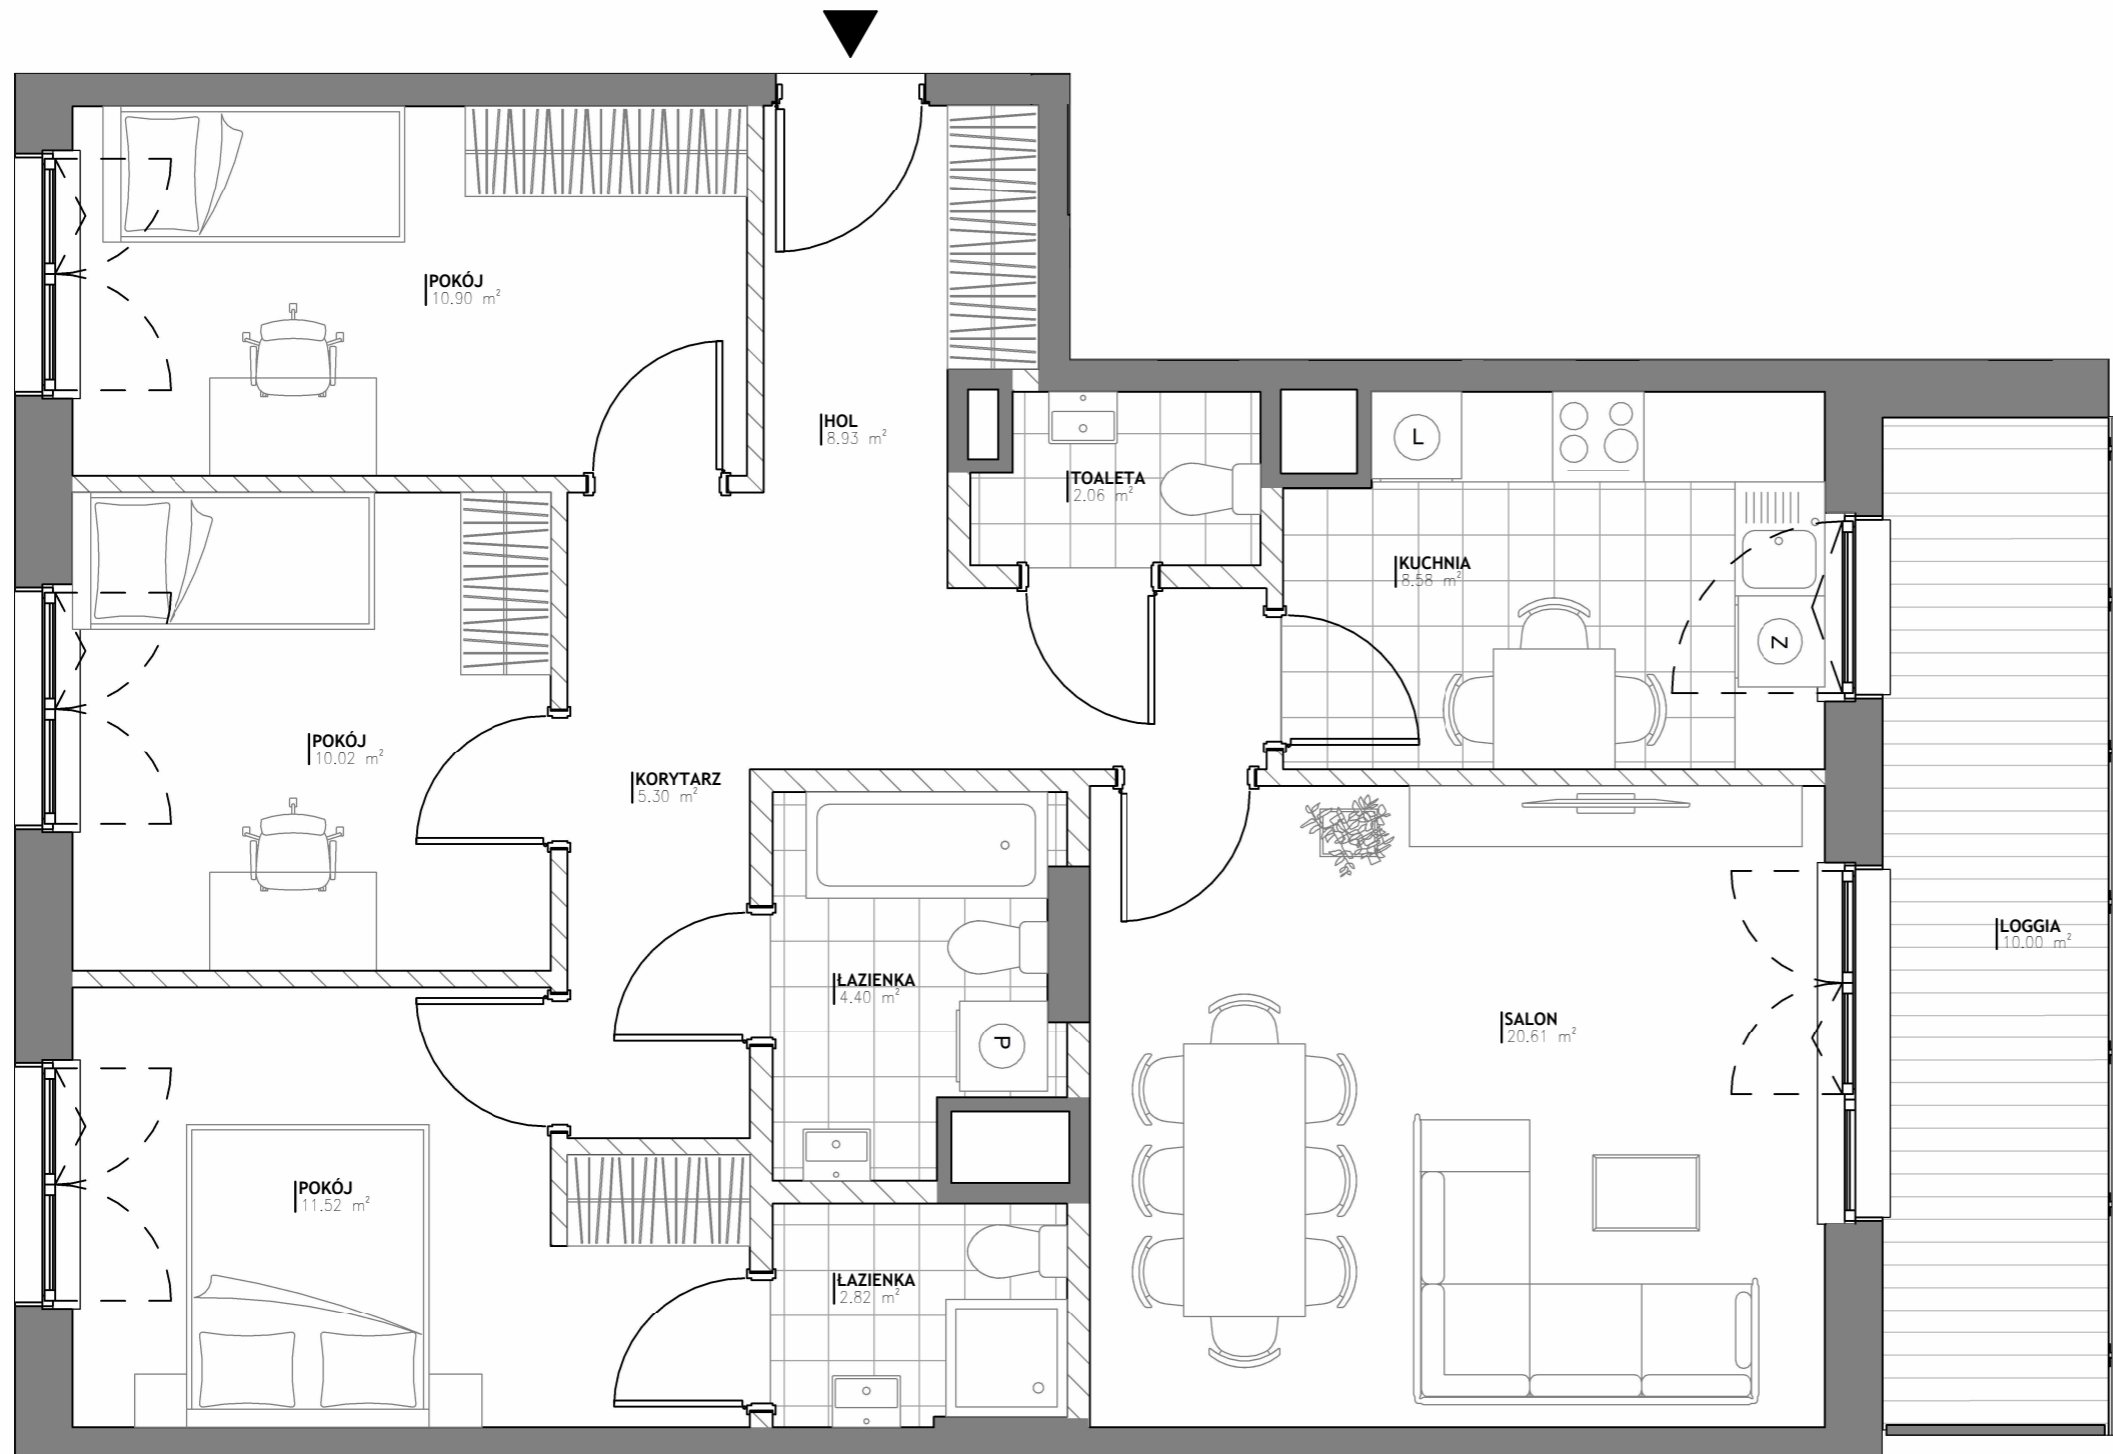 POKÓJ
10.90 m²
HOL
8.93 m²
TOALETA
2.06 m²
L
KUCHNIA
8.58 m²
Z
POKÓJ
10.02 m²
KORYTARZ
5.30 m²
LOGGIA
10.00 m²
ŁAZIENKA
4.40 m²
P
SALON
20.61 m²
POKÓJ
11.52 m²
ŁAZIENKA
2.82 m²